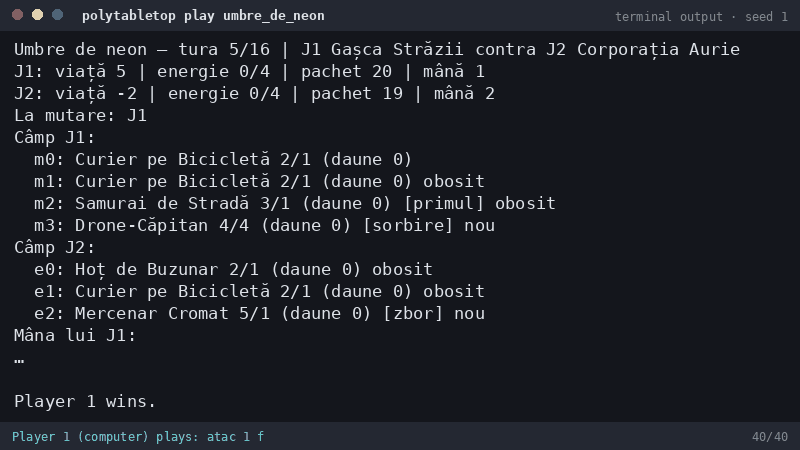 polytabletop play umbre_de_neon
terminal output · seed 1
Umbre de neon — tura 5/16 | J1 Gașca Străzii contra J2 Corporația Aurie
J1: viață 5 | energie 0/4 | pachet 20 | mână 1
J2: viață -2 | energie 0/4 | pachet 19 | mână 2
La mutare: J1
Câmp J1:
m0: Curier pe Bicicletă 2/1 (daune 0)
m1: Curier pe Bicicletă 2/1 (daune 0) obosit
m2: Samurai de Stradă 3/1 (daune 0) [primul] obosit
m3: Drone-Căpitan 4/4 (daune 0) [sorbire] nou
Câmp J2:
e0: Hoț de Buzunar 2/1 (daune 0) obosit
e1: Curier pe Bicicletă 2/1 (daune 0) obosit
e2: Mercenar Cromat 5/1 (daune 0) [zbor] nou
Mâna lui J1:
…
Player 1 wins.
Player 1 (computer) plays: atac 1 f
40/40